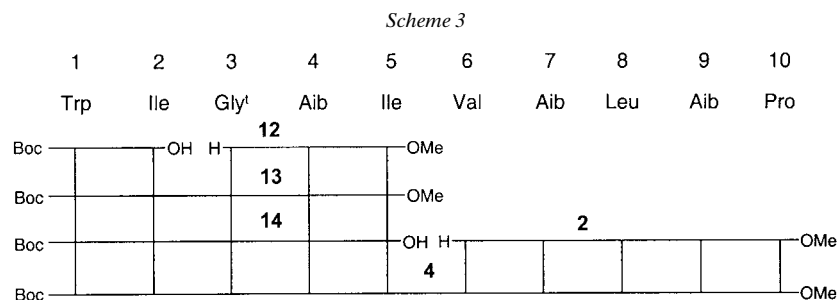 Scheme 3
1 2 3 4 5 6 7 8 9 10
Trp Ile Glyᵗ Aib Ile Val Aib Leu Aib Pro
12
Boc OH H OMe
13
Boc OMe
14 2
Boc OH H OMe
4
Boc OMe